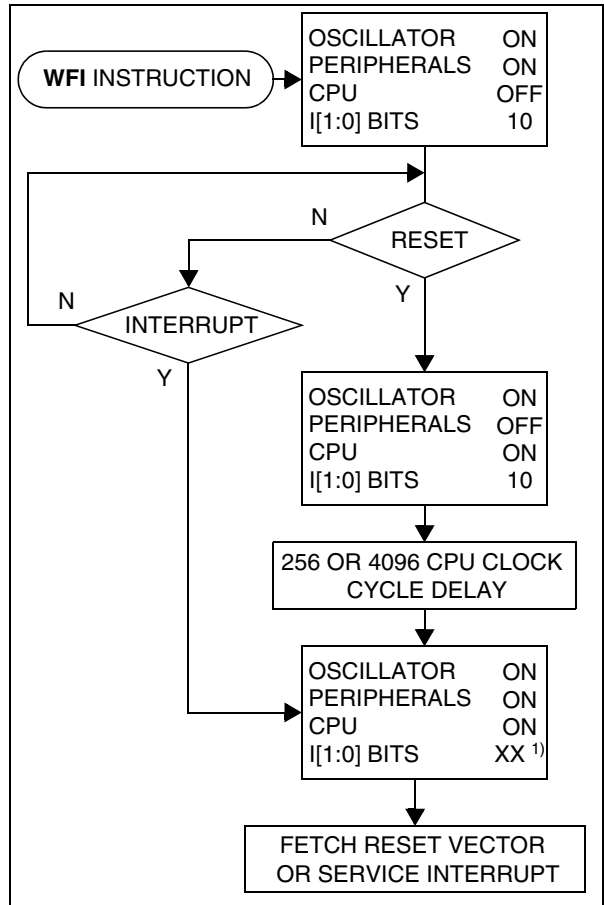 WFI INSTRUCTION
OSCILLATOR ON
PERIPHERALS ON
CPU OFF
I[1:0] BITS 10
N
RESET
Y
N
INTERRUPT
Y
OSCILLATOR ON
PERIPHERALS OFF
CPU ON
I[1:0] BITS 10
256 OR 4096 CPU CLOCK
CYCLE DELAY
OSCILLATOR ON
PERIPHERALS ON
CPU ON
I[1:0] BITS XX 1)
FETCH RESET VECTOR
OR SERVICE INTERRUPT